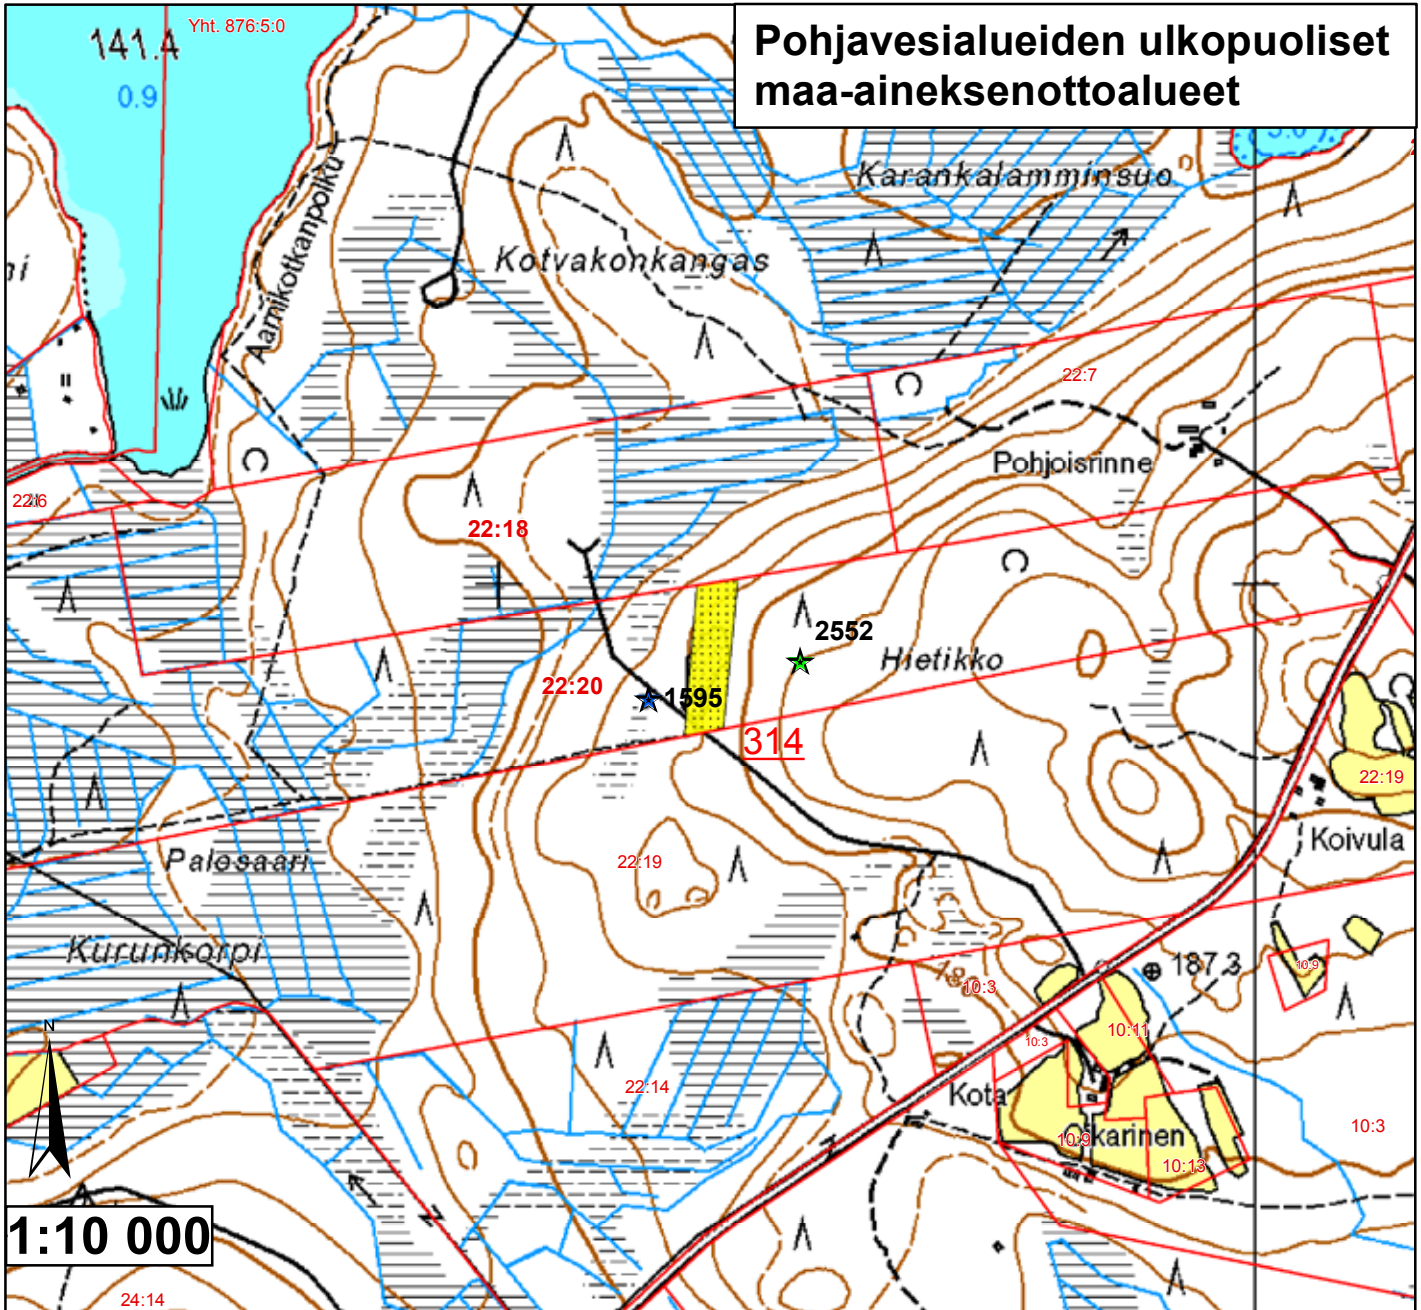 Pohjavesialueiden ulkopuoliset
maa-aineksenottoalueet
Yht. 876:5:0
141.4
0.9
Karankalamminsuo
Aarnikotkanpolku
Kotvakonkangas
22:7
Pohjoisrinne
22:6
22:18
2552
Hietikko
22:20
1595
314
22:19
Koivula
22:19
Palosaari
Kurunkorpi
187.3
10:9
10:3
10:11
10:3
N
22:14
Kota
10:3
Oikarinen
10:9
10:13
1:10 000
24:14